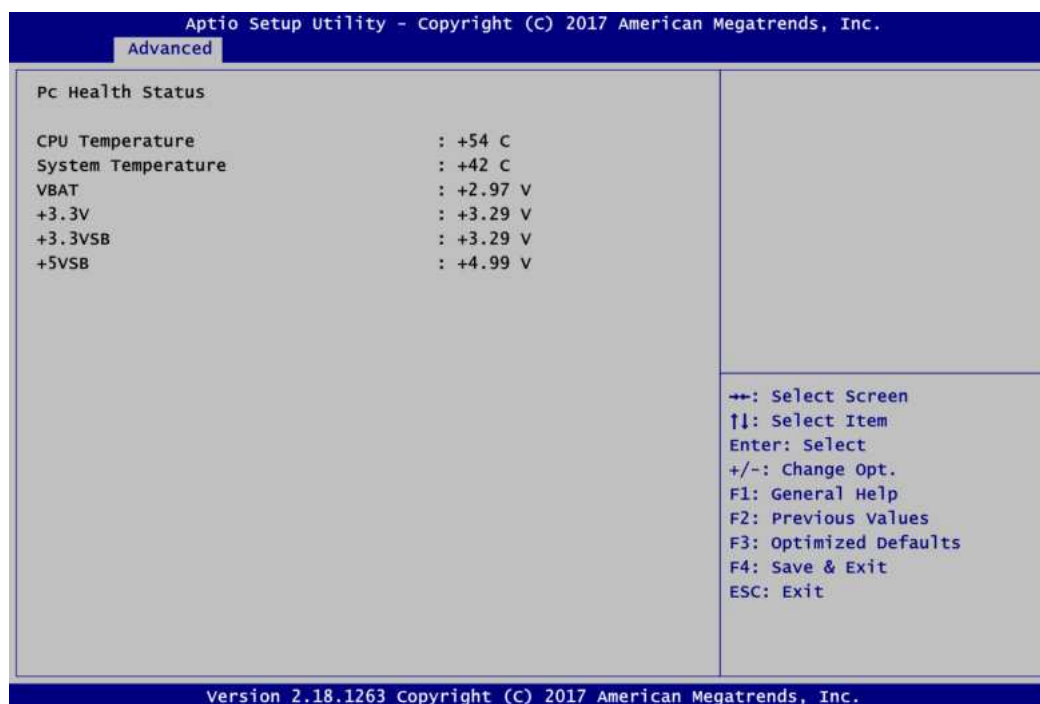 Aptio Setup Utility - Copyright (C) 2017 American Megatrends, Inc.
Advanced
Pc Health Status
CPU Temperature : +54 C
System Temperature : +42 C
VBAT : +2.97 V
+3.3V : +3.29 V
+3.3VSB : +3.29 V
+5VSB : +4.99 V
→←: Select Screen
↑↓: Select Item
Enter: Select
+/-: Change Opt.
F1: General Help
F2: Previous Values
F3: Optimized Defaults
F4: Save & Exit
ESC: Exit
Version 2.18.1263 Copyright (C) 2017 American Megatrends, Inc.